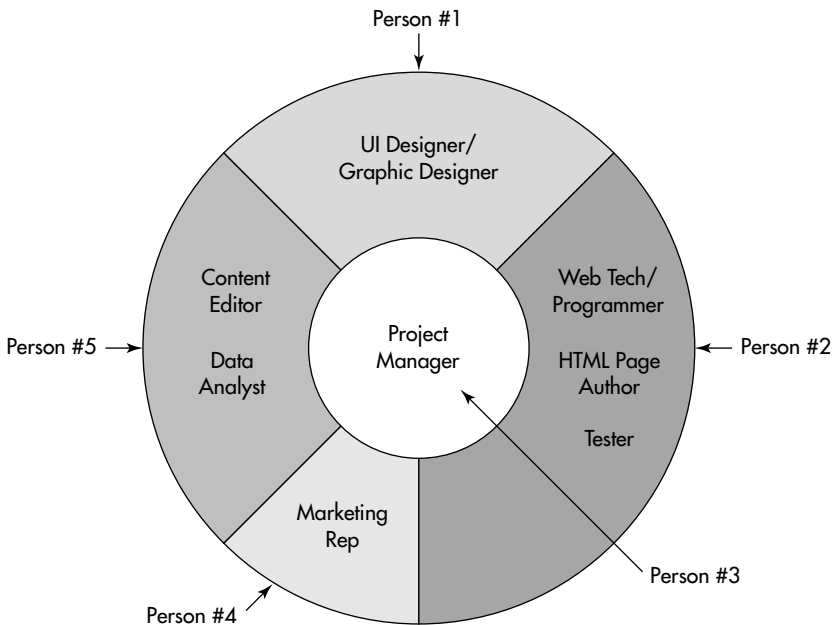 Person #1
UI Designer/
Graphic Designer
Content
Editor
Web Tech/
Programmer
Person #5
Project
Manager
Person #2
Data
Analyst
HTML Page
Author
Tester
Marketing
Rep
Person #3
Person #4